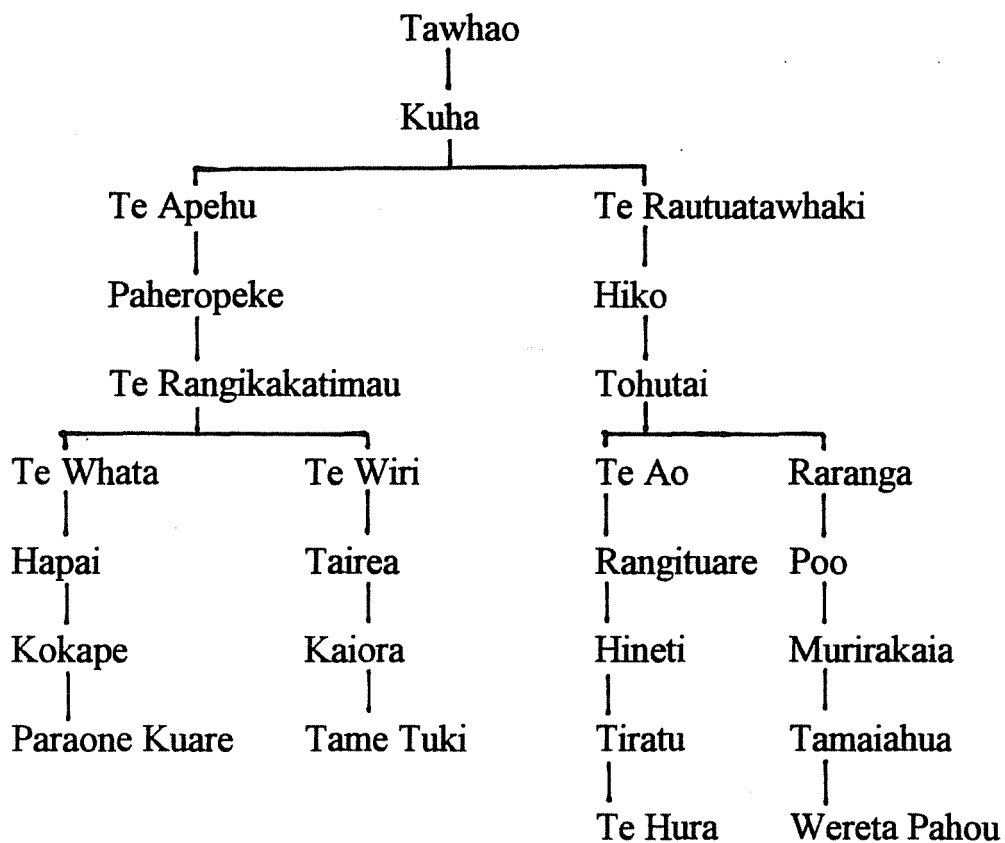 Tawhao
Kuha
Te Apehu Te Rautuatawhaki
Paheropeke Hiko
Te Rangikakatimau Tohutai
Te Whata Te Wiri Te Ao Raranga
Hapai Tairea Rangituare Poo
Kokape Kaiora Hineti Murirakaia
Paraone Kuare Tame Tuki Tiratu Tamaiahua
Te Hura Wereta Pahou